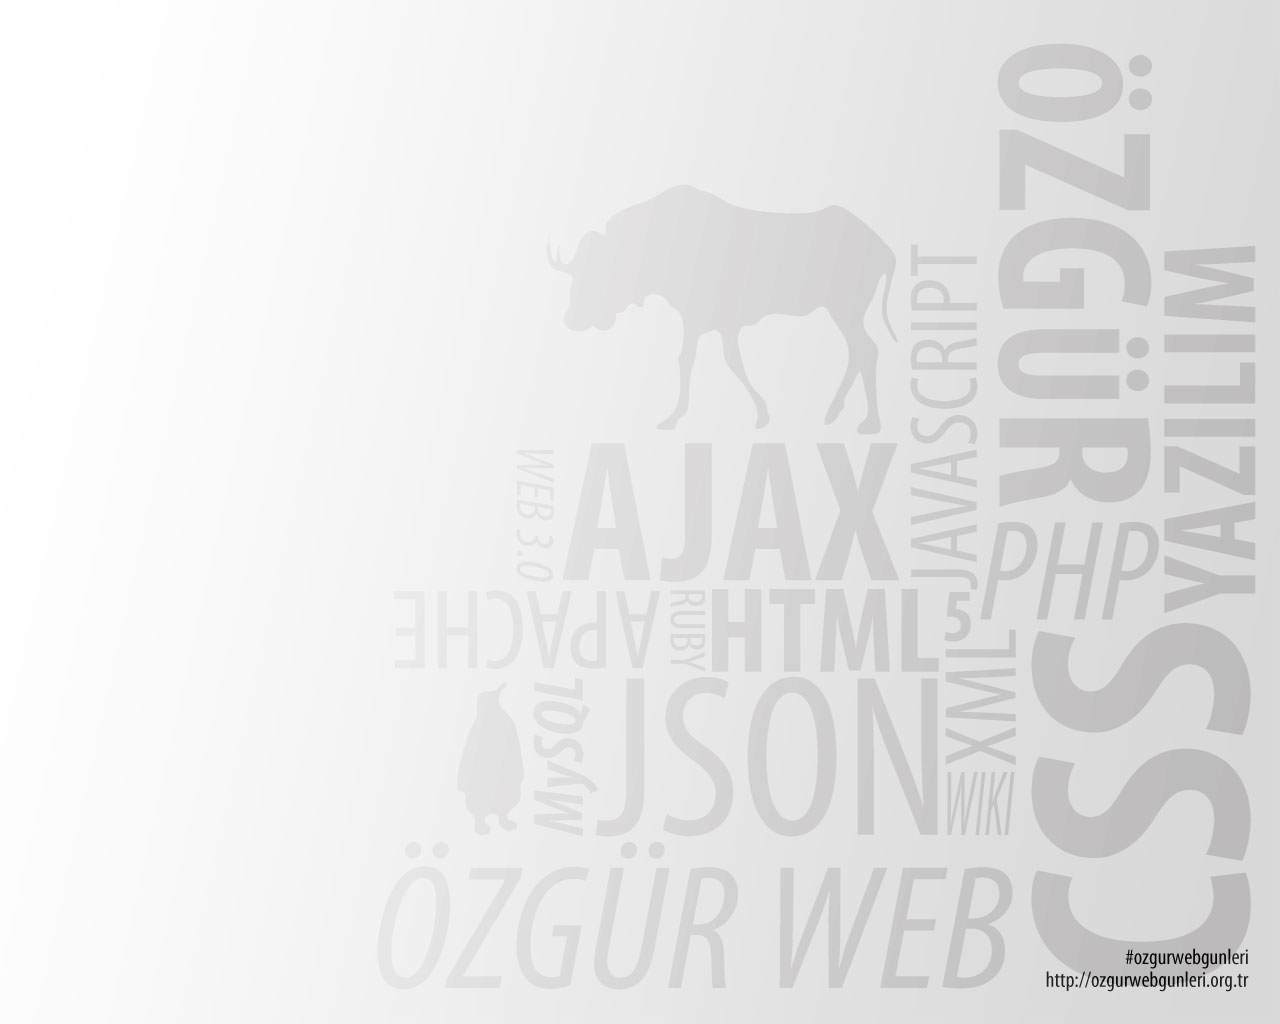 ÖZGÜR
YAZILIM
JAVASCRIPT
WEB 3.0
AJAX
PHP
APACHE
RUBY
HTML5
XML
MySQL
JSON
WIKI
CSS
ÖZGÜR WEB
#ozgurwebgunleri
http://ozgurwebgunleri.org.tr